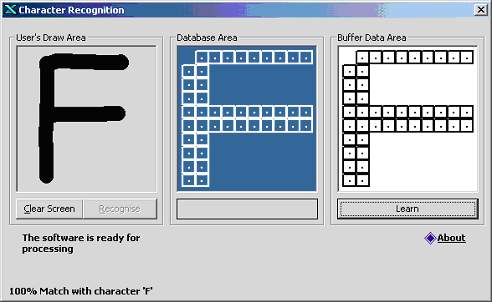 Character Recognition
User's Draw Area
Database Area
Buffer Data Area
F
Clear Screen
Recognise
Learn
The software is ready for
processing
About
100% Match with character 'F'